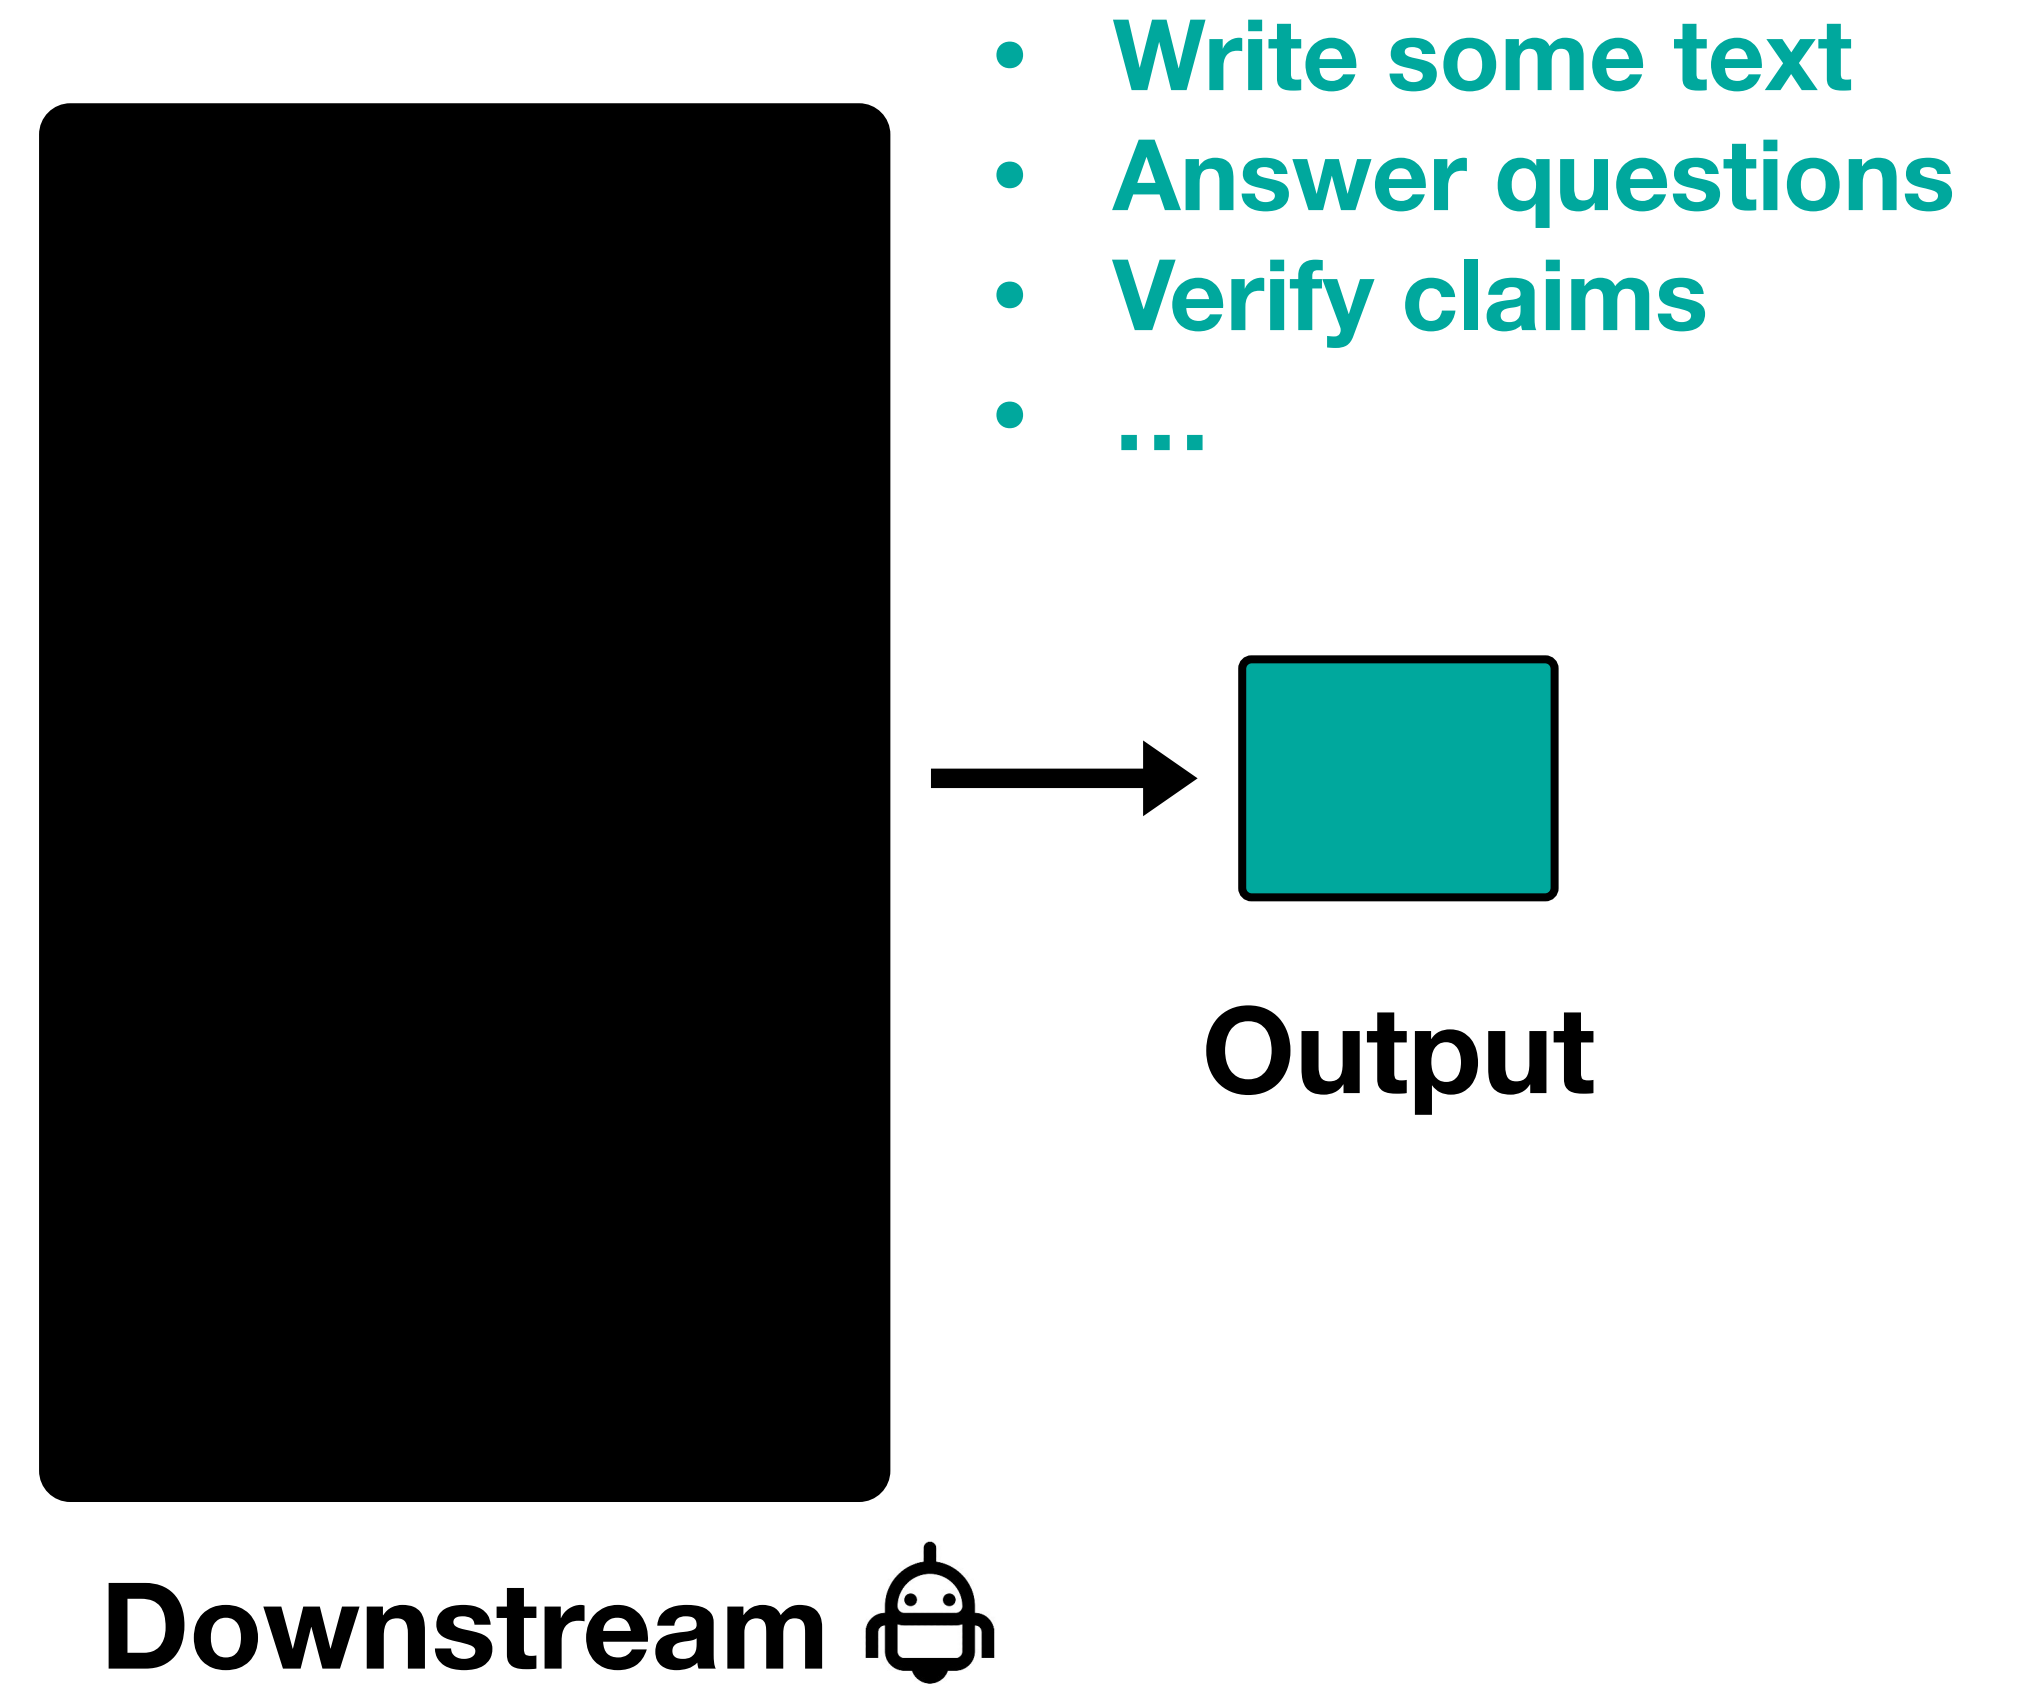 • Write some text
• Answer questions
• Verify claims
• ...
Output
Downstream